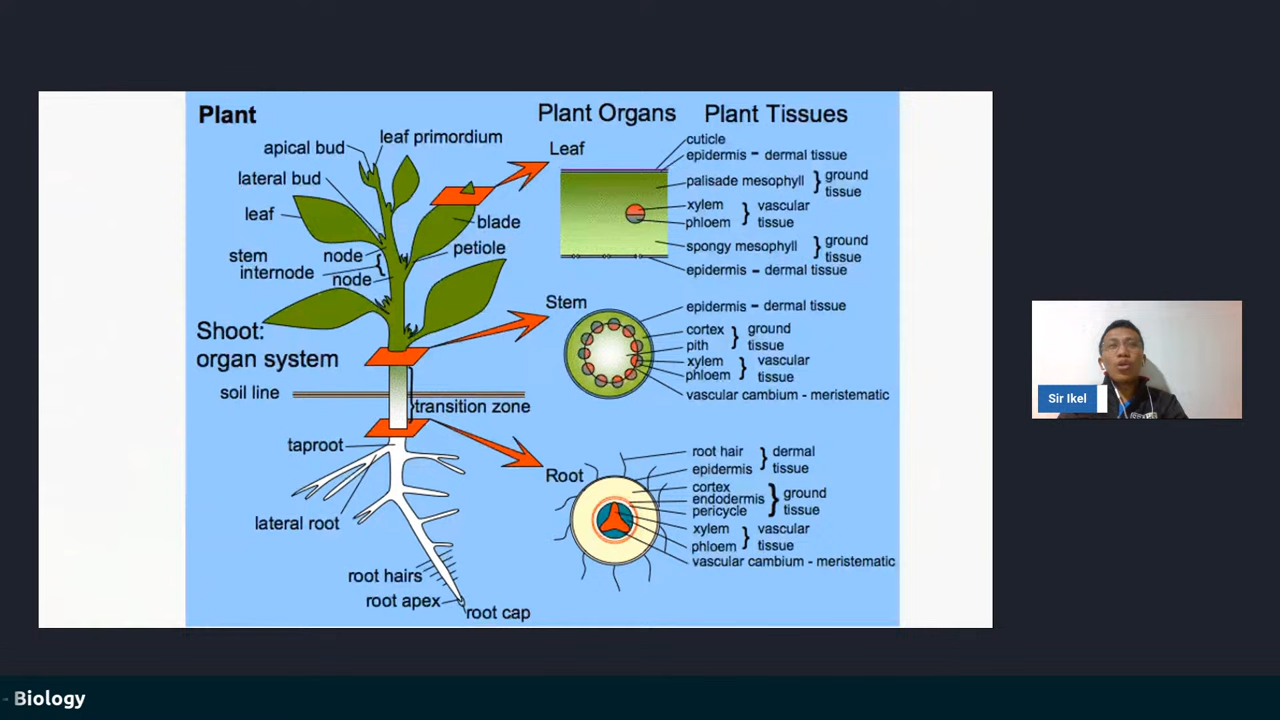 Plant
Plant Organs
Plant Tissues
leaf primordium
apical bud
lateral bud
leaf
blade
petiole
stem
internode
node
node
Shoot:
organ system
soil line
transition zone
taproot
lateral root
root hairs
root apex
root cap
Leaf
cuticle
epidermis - dermal tissue
palisade mesophyll } ground
tissue
xylem
phloem } vascular
tissue
spongy mesophyll } ground
tissue
epidermis - dermal tissue
Stem
epidermis - dermal tissue
cortex
pith } ground
tissue
xylem
phloem } vascular
tissue
vascular cambium - meristematic
Root
root hair
epidermis } dermal
tissue
cortex
endodermis
pericycle } ground
tissue
xylem
phloem } vascular
tissue
vascular cambium - meristematic
Sir Ikel
- Biology